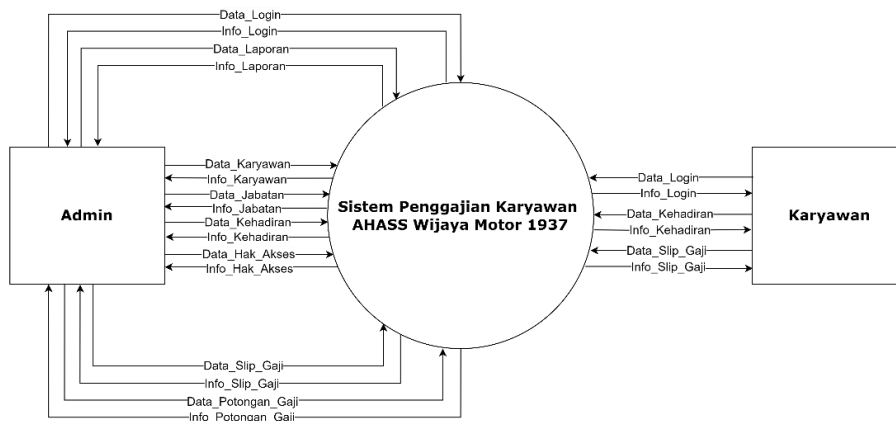 Data_Login
Info_Login
Data_Laporan
Info_Laporan
Admin
Data_Karyawan
Info_Karyawan
Data_Jabatan
Info_Jabatan
Data_Kehadiran
Info_Kehadiran
Data_Hak_Akses
Info_Hak_Akses
Sistem Penggajian Karyawan
AHASS Wijaya Motor 1937
Data_Login
Info_Login
Data_Kehadiran
Info_Kehadiran
Data_Slip_Gaji
Info_Slip_Gaji
Karyawan
Data_Slip_Gaji
Info_Slip_Gaji
Data_Potongan_Gaji
Info_Potongan_Gaji